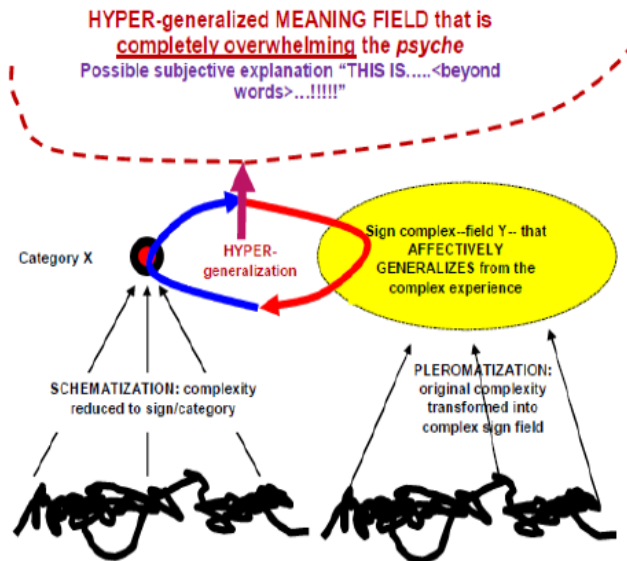 HYPER-generalized MEANING FIELD that is
completely overwhelming the psyche
Possible subjective explanation “THIS IS.....<beyond
words>...!!!!!”
Category X
HYPER-
generalization
Sign complex--field Y-- that
AFFECTIVELY
GENERALIZES from the
complex experience
SCHEMATIZATION: complexity
reduced to sign/category
PLEROMATIZATION:
original complexity
transformed into
complex sign field